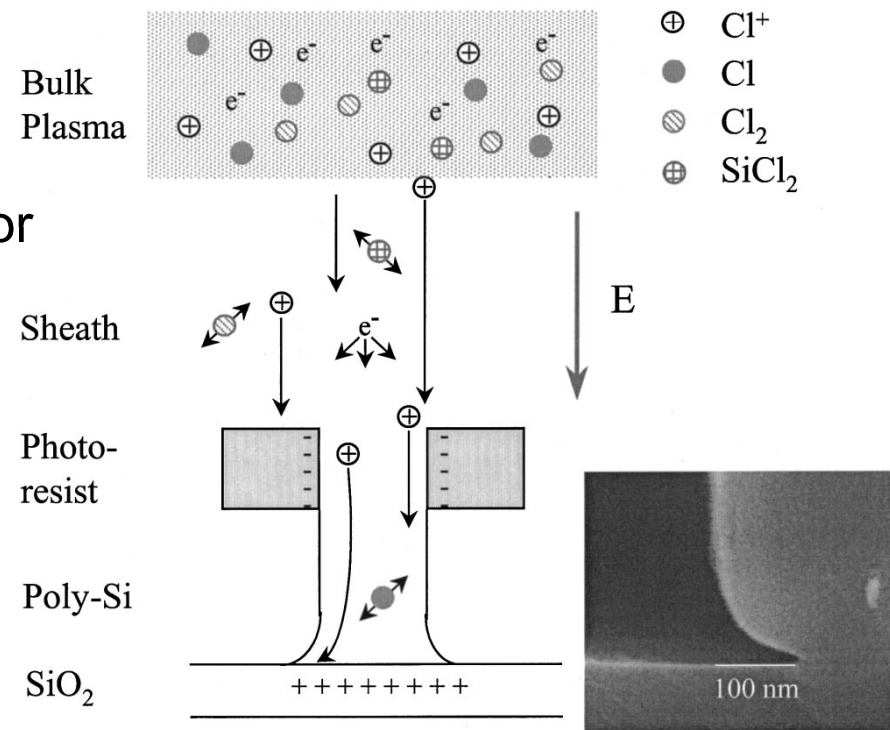 Bulk
Plasma
e⁻ e⁻ e⁻
e⁻ e⁻
Cl⁺
Cl
Cl₂
SiCl₂
or
Sheath
e⁻
E
Photo-
resist
- -
- -
- -
- -
- -
Poly-Si
SiO₂
+ + + + + + + +
100 nm